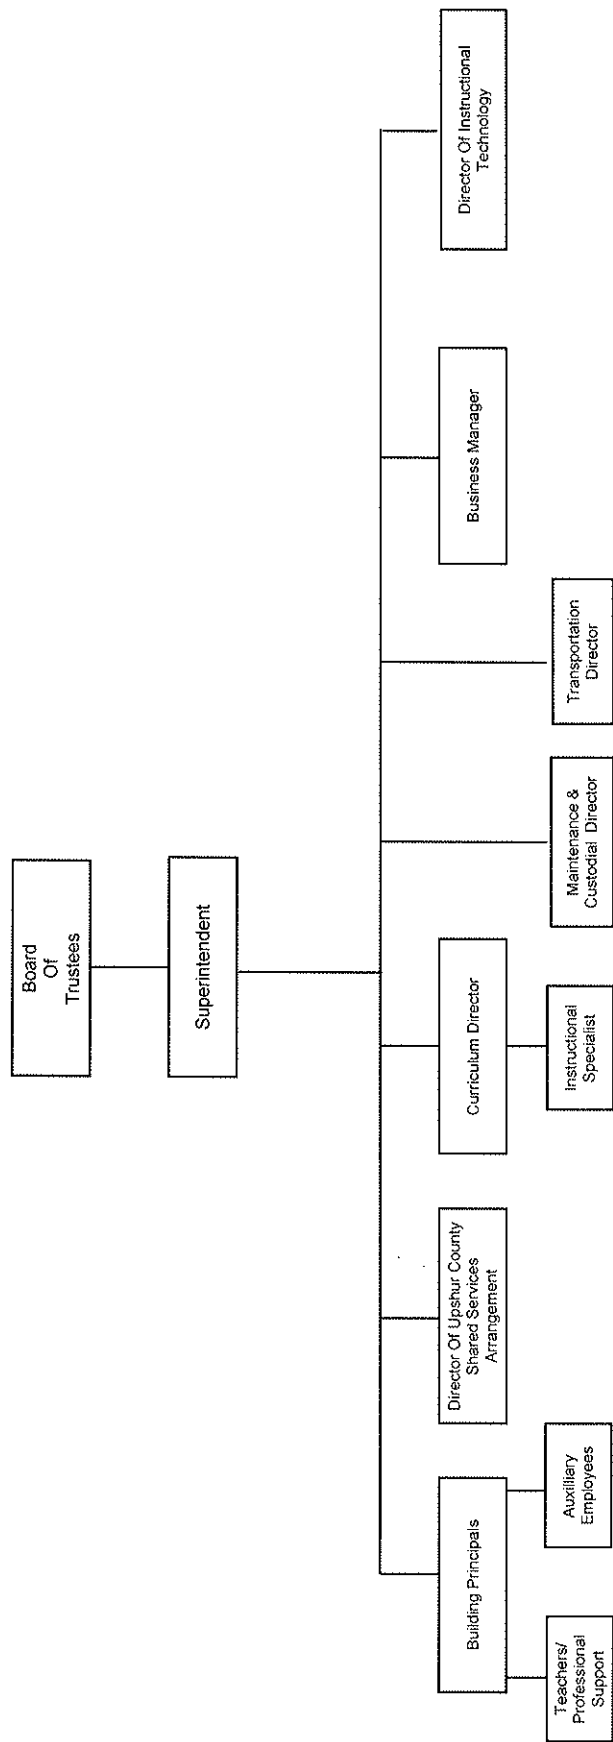 Board
Of
Trustees
Superintendent
Building Principals
Director Of Upshur County
Shared Services
Arrangement
Curriculum Director
Business Manager
Director Of Instructional
Technology
Teachers/
Professional
Support
Auxilliary
Employees
Instructional
Specialist
Maintenance &
Custodial Director
Transportation
Director